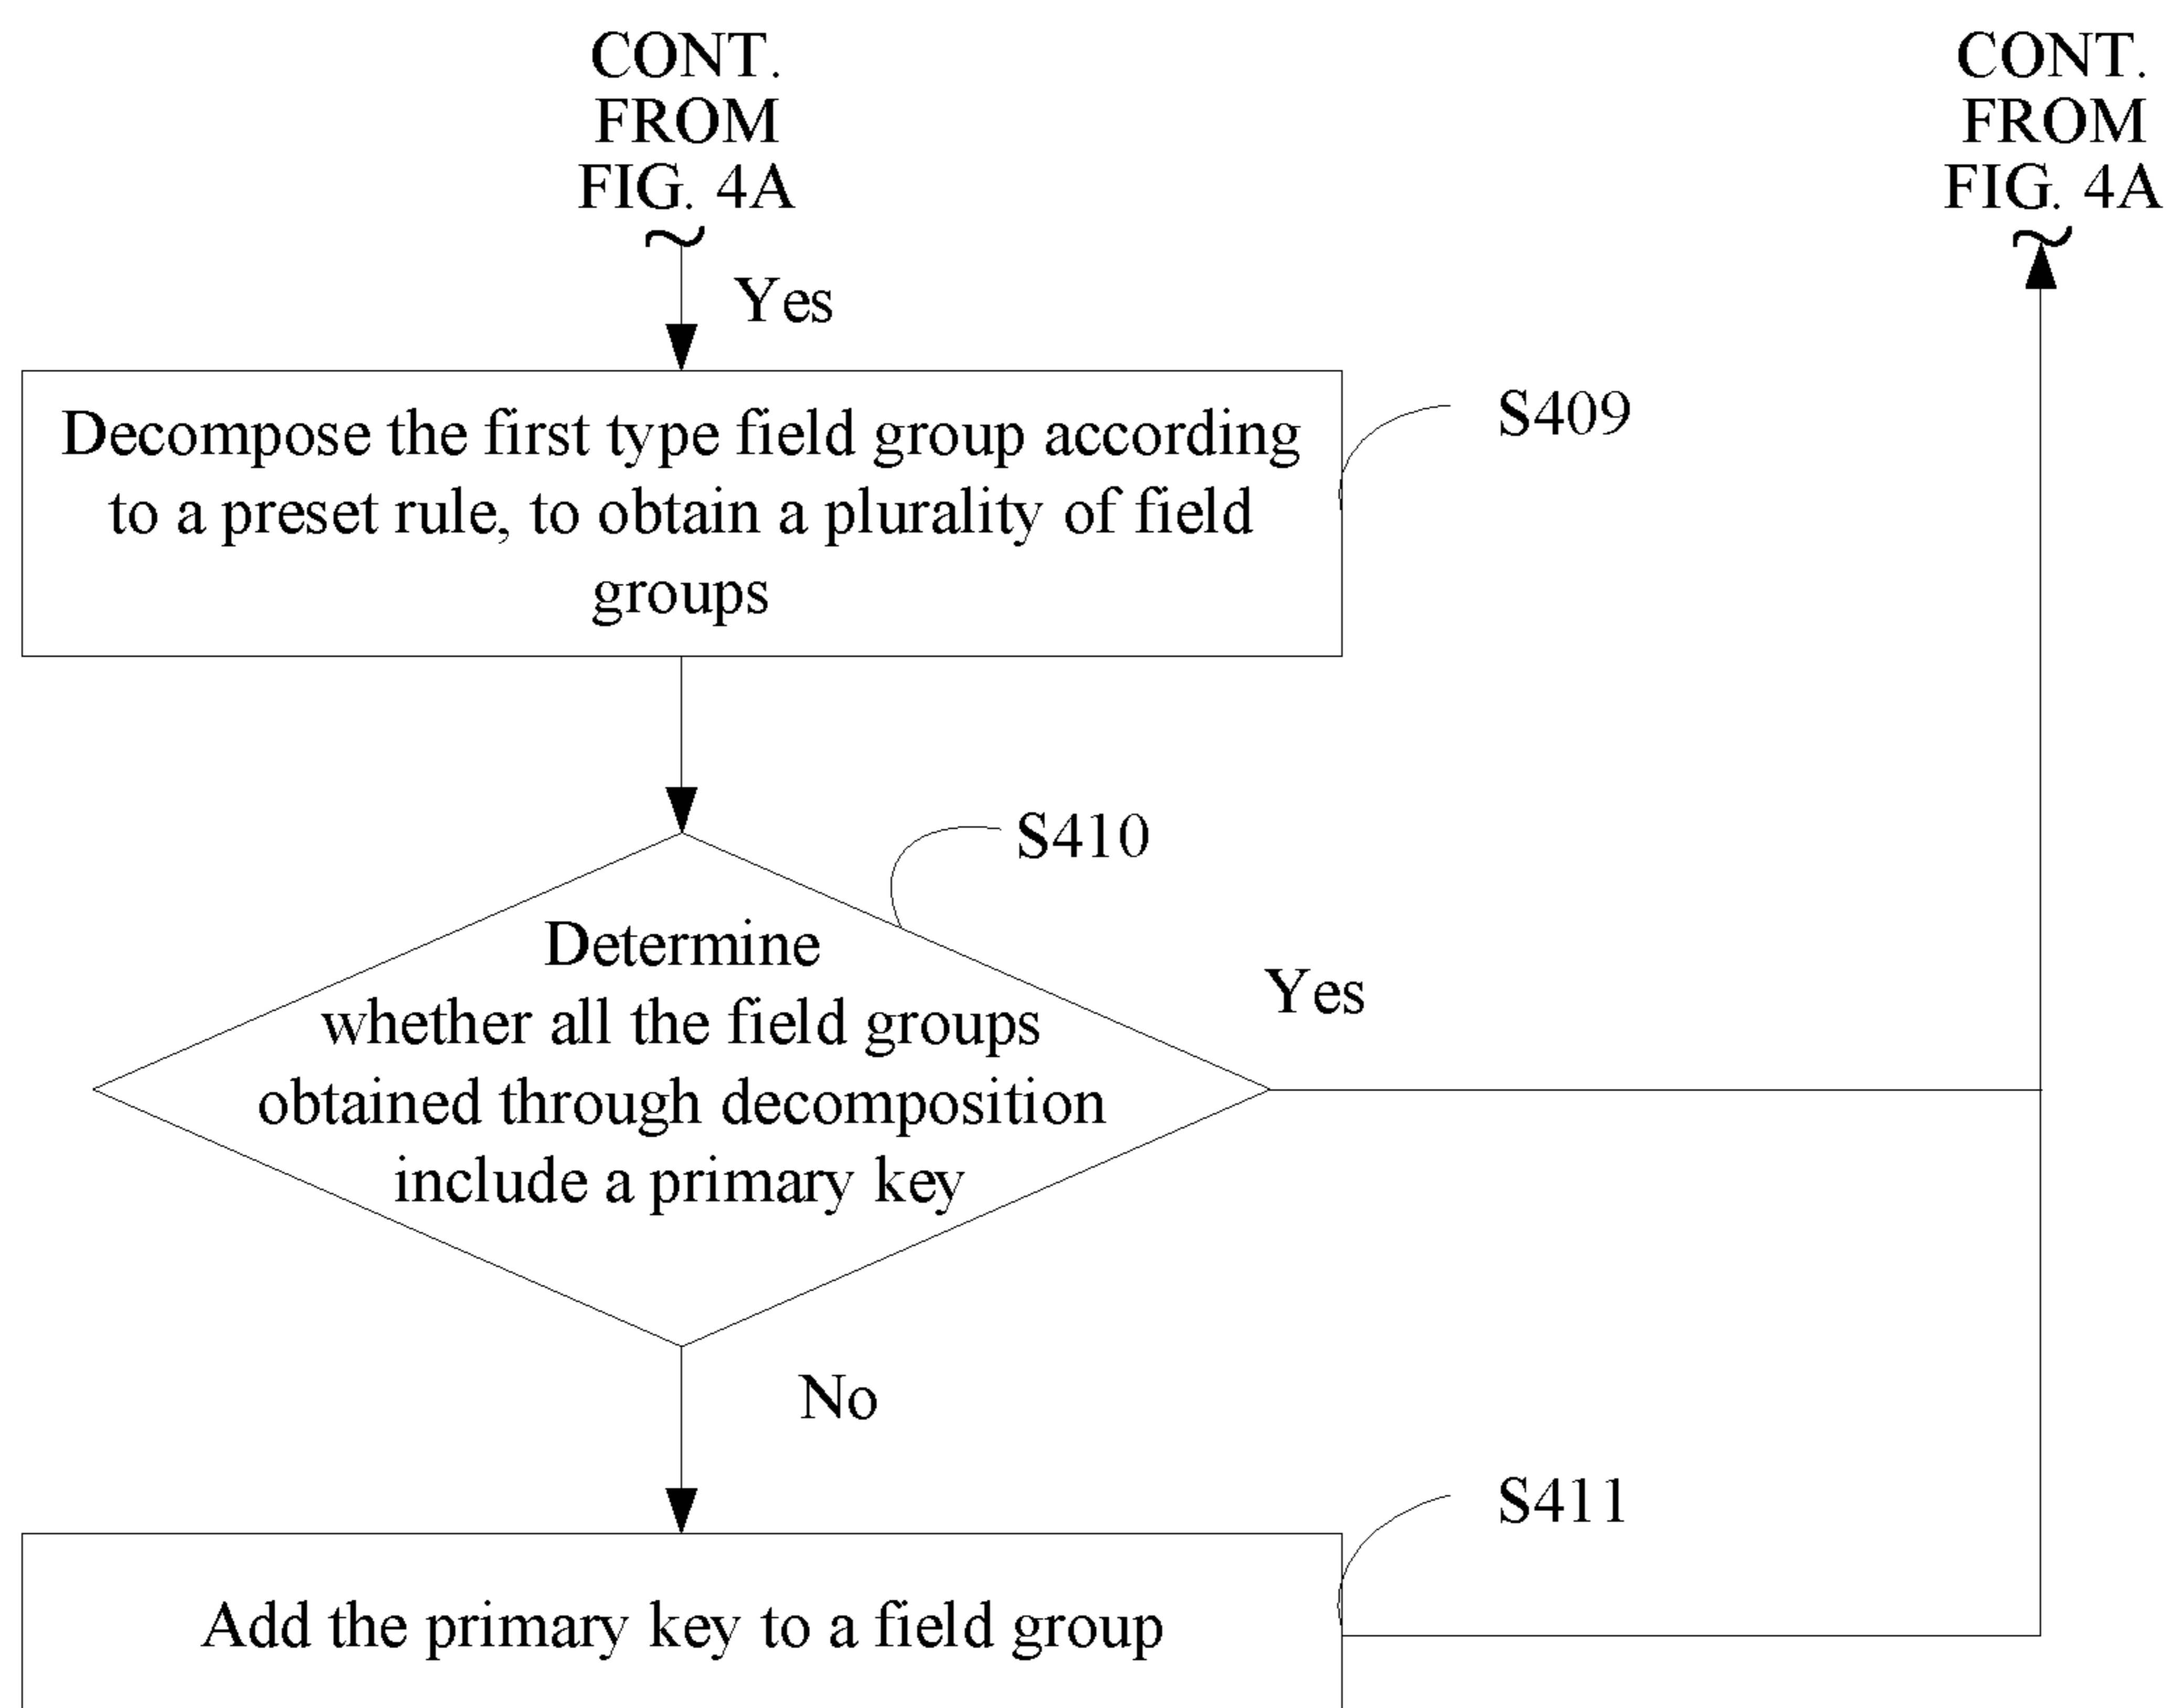 CONT.
FROM
FIG. 4A
CONT.
FROM
FIG. 4A
Yes
Decompose the first type field group according
to a preset rule, to obtain a plurality of field
groups
S409
S410
Determine
whether all the field groups
obtained through decomposition
include a primary key
Yes
No
S411
Add the primary key to a field group